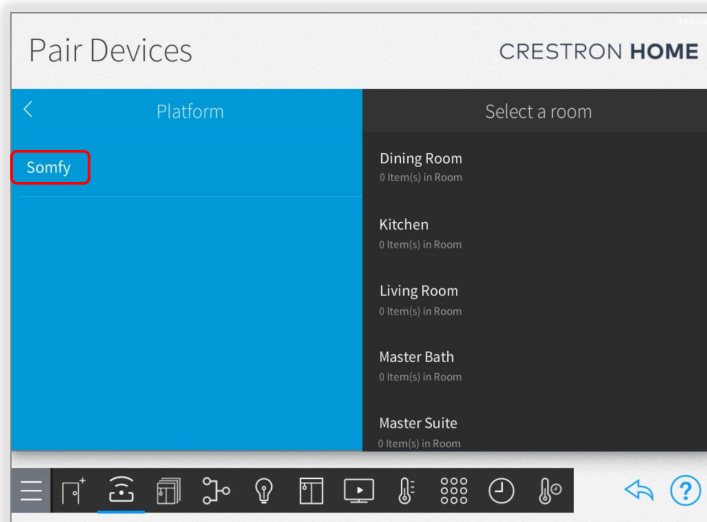 Pair Devices
CRESTRON HOME
Platform
Somfy
Select a room
Dining Room
0 Item(s) in Room
Kitchen
0 Item(s) in Room
Living Room
0 Item(s) in Room
Master Bath
0 Item(s) in Room
Master Suite
0 Item(s) in Room
?